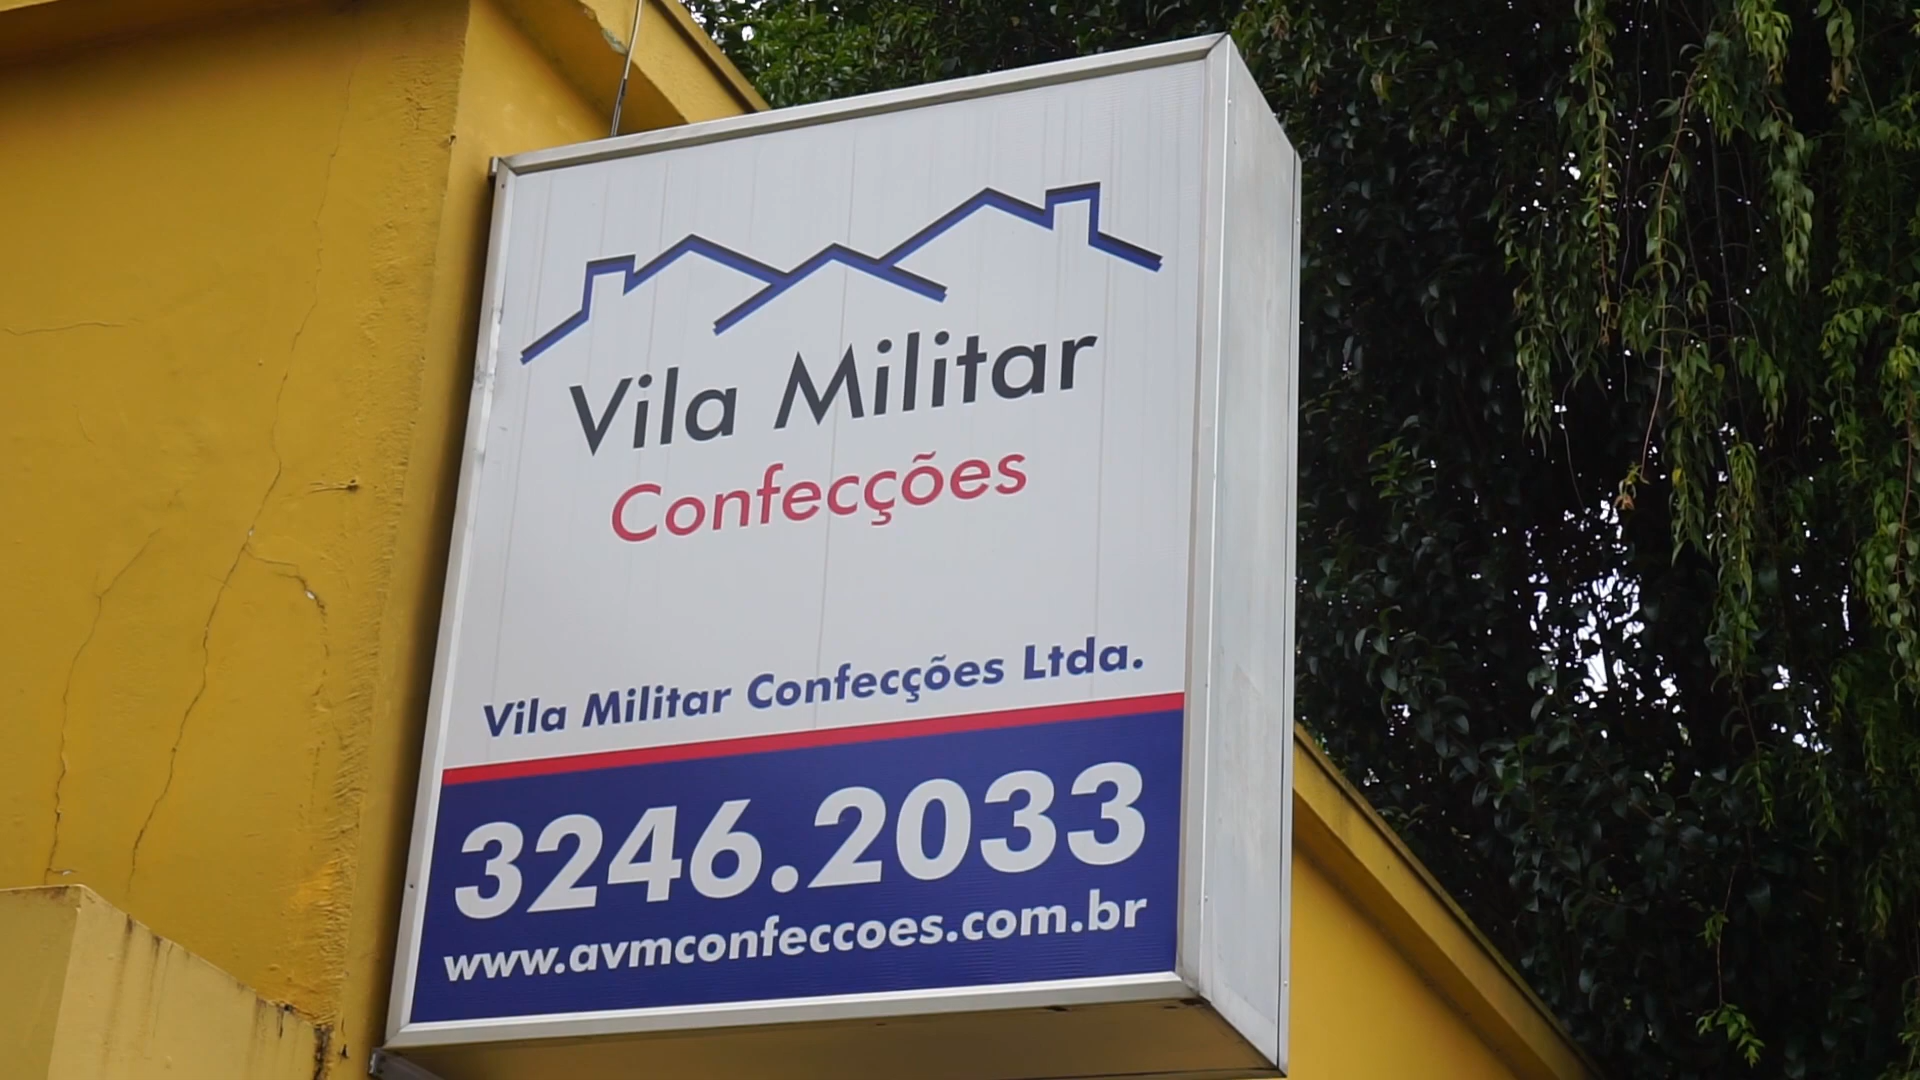 Vila Militar
Confecções
Vila Militar Confecções Ltda.
3246.2033
www.avmconfeccoes.com.br